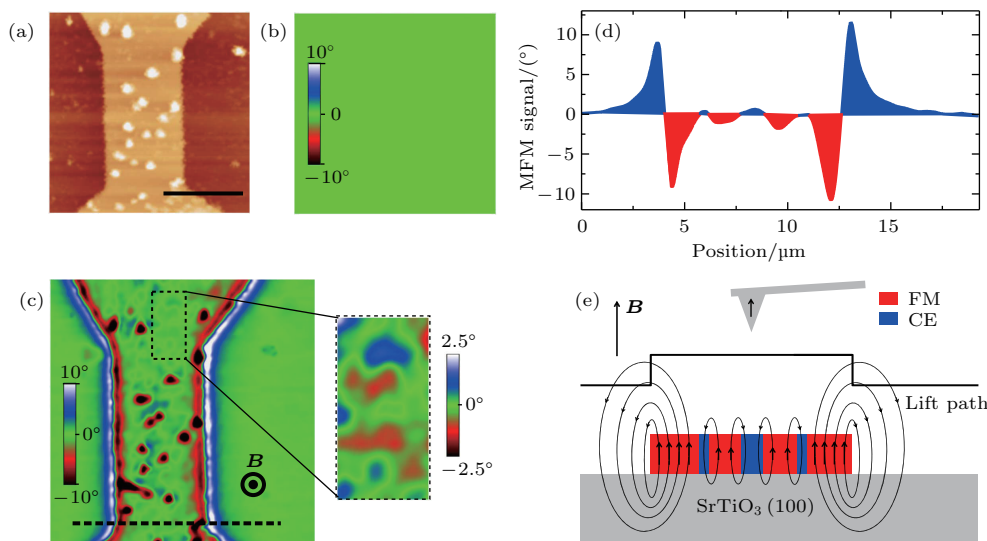 (a)
(b)
10°
0
−10°
(c)
10°
0°
−10°
B
2.5°
0°
−2.5°
(d)
MFM signal/(°)
10
5
0
−5
−10
0
5
10
15
Position/μm
(e)
B
FM
CE
Lift path
SrTiO₃ (100)